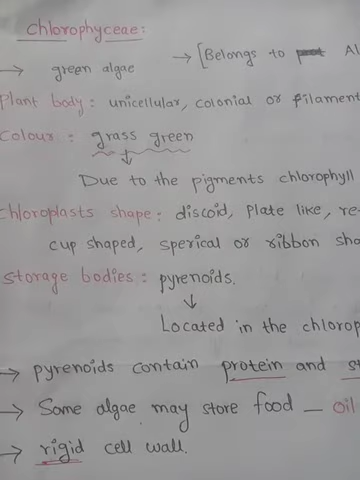 Chlorophyceae:
→ green algae → [Belongs to Al
Plant body: unicellular, colonial or filament
Colour: grass green
↓
Due to the pigments chlorophyll
Chloroplasts shape: discoid, Plate like, re-
cup shaped, sperical or ribbon sha
Storage bodies: pyrenoids.
↓
Located in the chlorop
→ pyrenoids contain protein and st
→ Some algae may store food - oil
→ rigid cell wall.